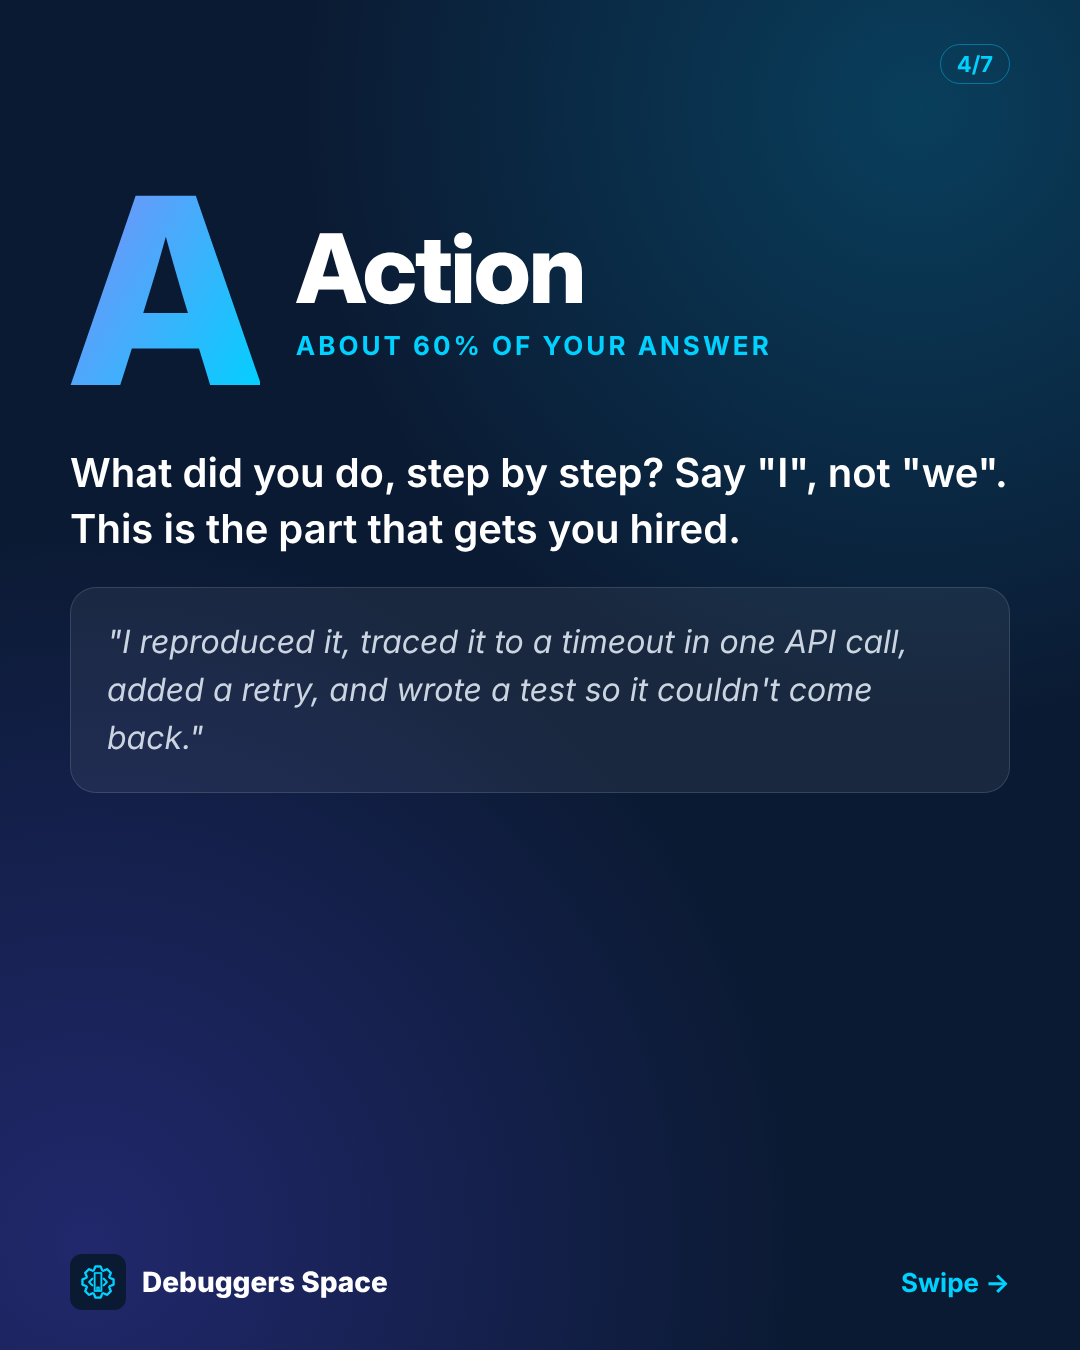 4/7
A
Action
ABOUT 60% OF YOUR ANSWER
What did you do, step by step? Say "I", not "we".
This is the part that gets you hired.
"I reproduced it, traced it to a timeout in one API call,
added a retry, and wrote a test so it couldn't come
back."
Debuggers Space
Swipe →